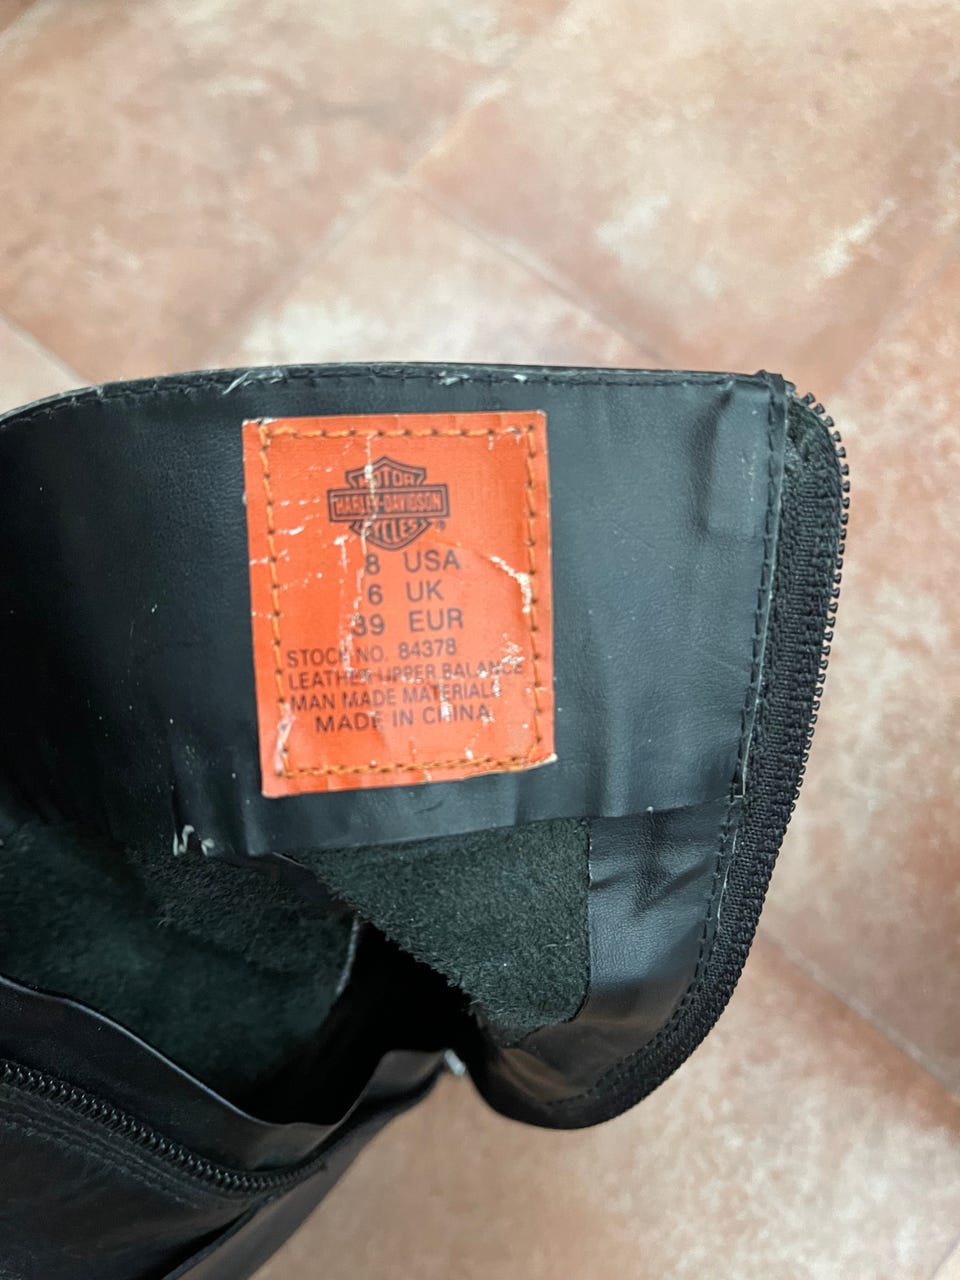 MOTOR
HARLEY-DAVIDSON
CYCLES ®
8 USA
6 UK
39 EUR
STOCK NO. 84378
LEATHER UPPER BALANCE
MAN MADE MATERIALS
MADE IN CHINA